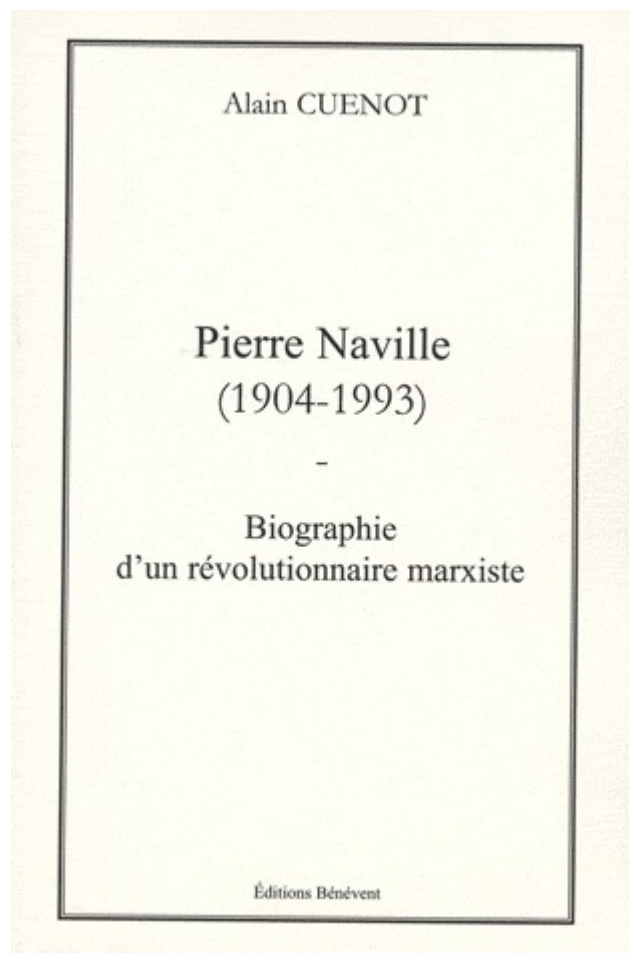 Alain CUENOT
Pierre Naville
(1904-1993)
-
Biographie
d'un révolutionnaire marxiste
Éditions Bénévent